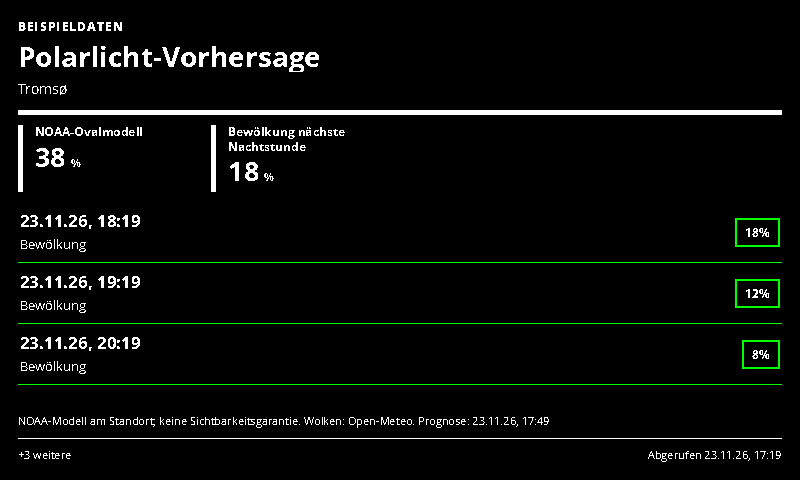 BEISPIELDATEN
Polarlicht-Vorhersage
Tromsø
NOAA-Ovalmodell
38 %
Bewölkung nächste
Nachtstunde
18 %
23.11.26, 18:19
Bewölkung
18%
23.11.26, 19:19
Bewölkung
12%
23.11.26, 20:19
Bewölkung
8%
NOAA-Modell am Standort; keine Sichtbarkeitsgarantie. Wolken: Open-Meteo. Prognose: 23.11.26, 17:49
+3 weitere
Abgerufen 23.11.26, 17:19